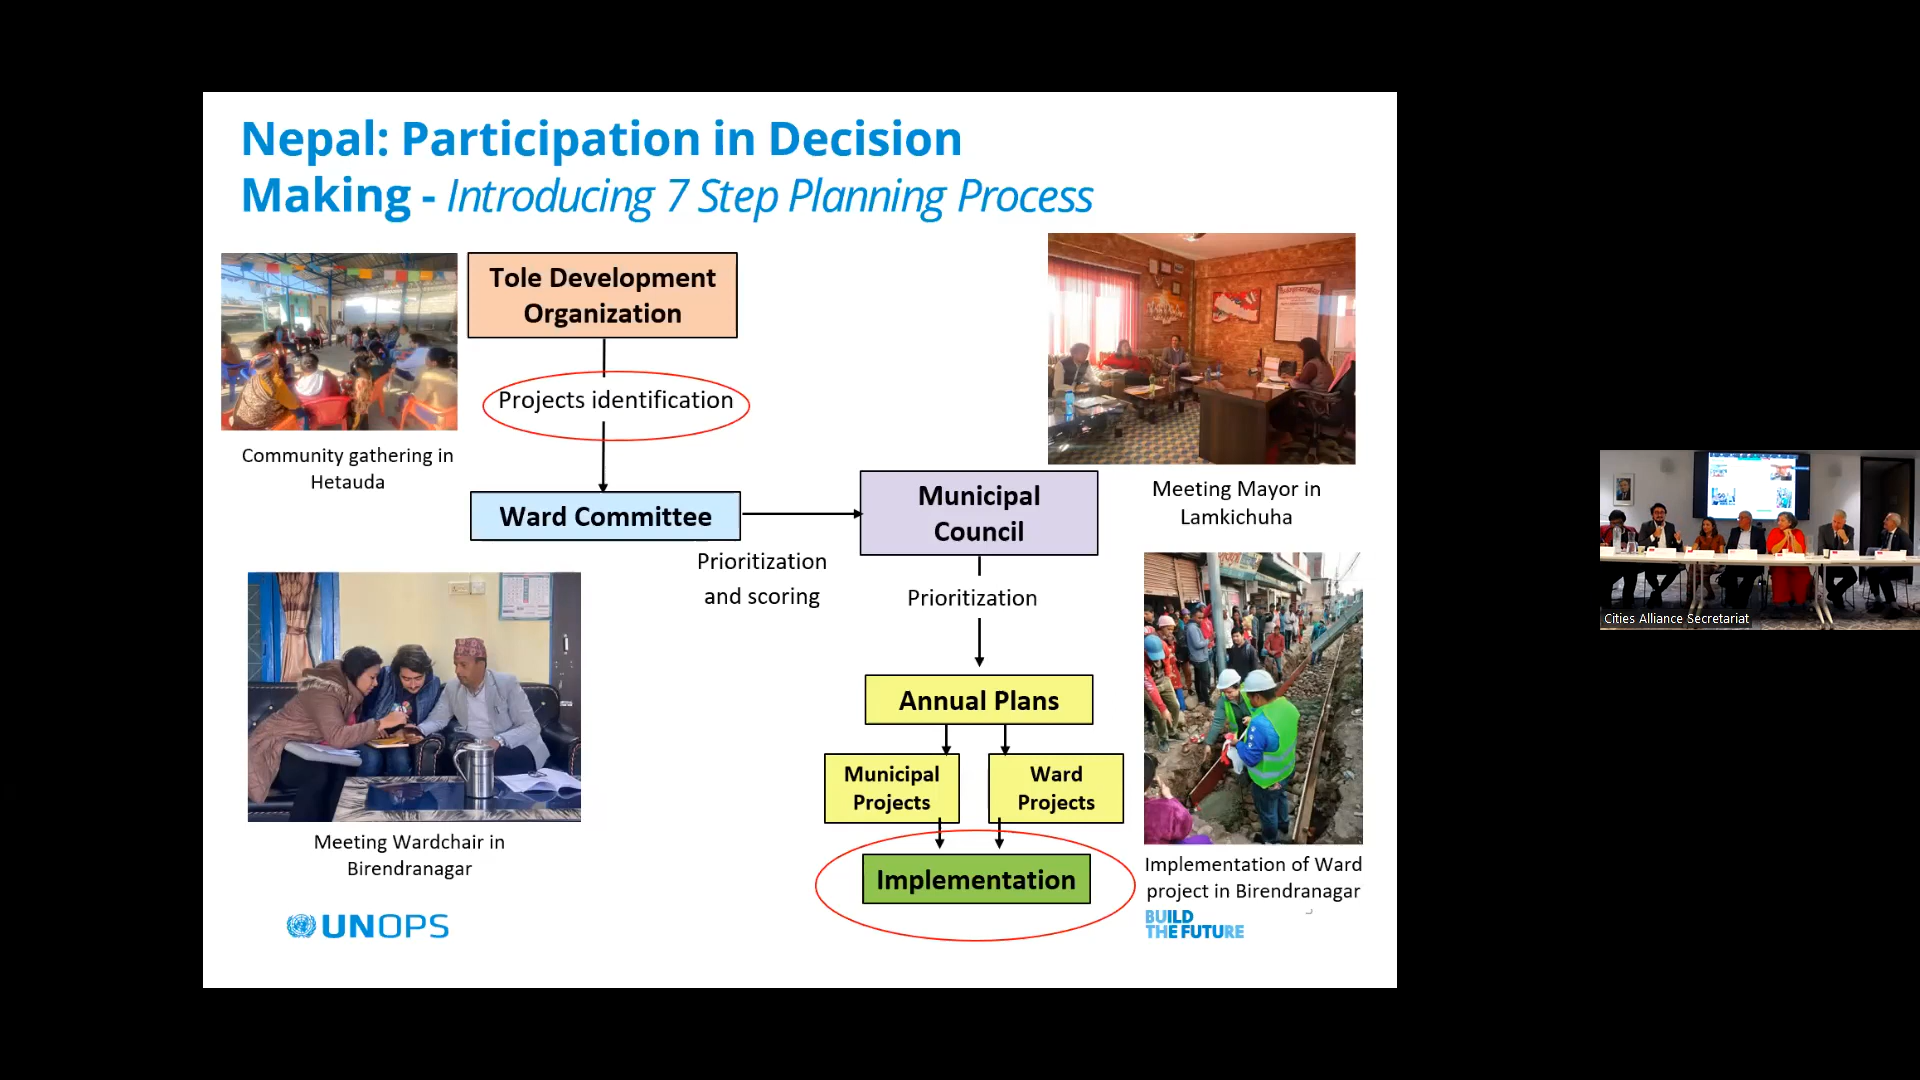 Nepal: Participation in Decision
Making - Introducing 7 Step Planning Process
Tole Development
Organization
Projects identification
Community gathering in
Hetauda
Ward Committee
Municipal
Council
Meeting Mayor in
Lamkichuha
Prioritization
and scoring
Prioritization
Annual Plans
Municipal
Projects
Ward
Projects
Meeting Wardchair in
Birendranagar
Implementation
Implementation of Ward
project in Birendranagar
UNOPS
BUILD
THE FUTURE
Cities Alliance Secretariat